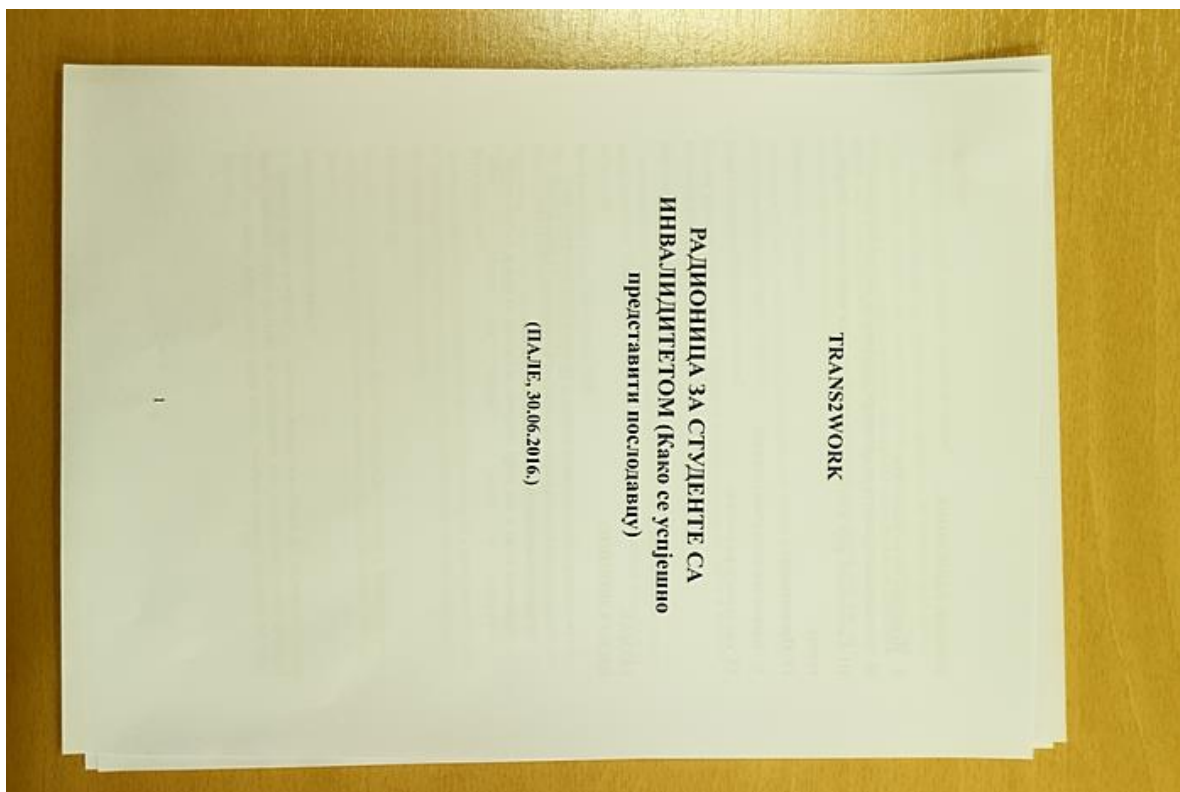 TRANS2WORK
РАДИОНИЦА ЗА СТУДЕНТЕ СА
ИНВАЛИДИТЕТОМ (Како се успјешно
представити послодавцу)
(ПАЛЕ, 30.06.2016.)
1